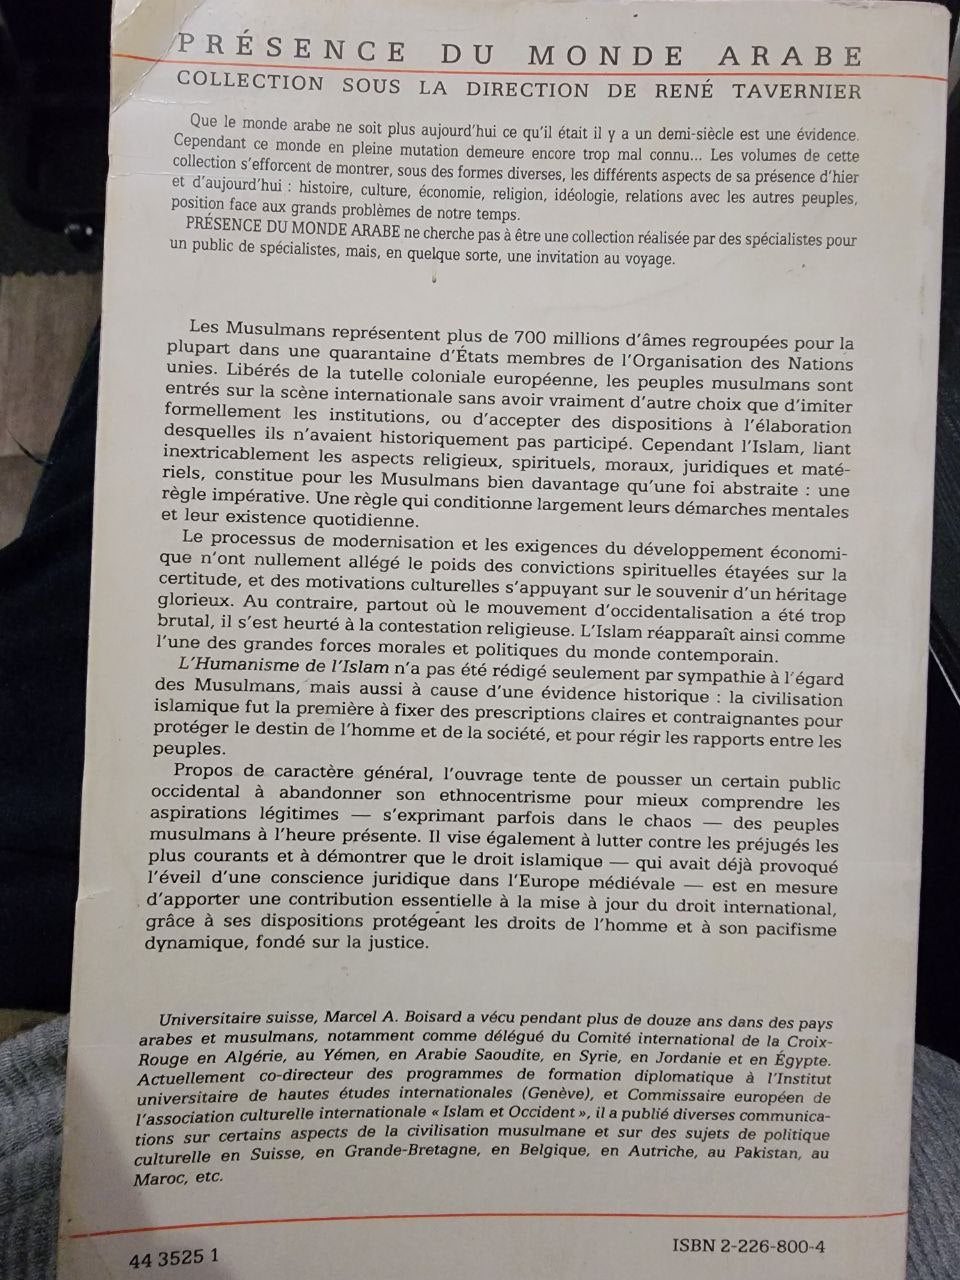 PRÉSENCE DU MONDE ARABE
COLLECTION SOUS LA DIRECTION DE RENÉ TAVERNIER
Que le monde arabe ne soit plus aujourd'hui ce qu'il était il y a un demi-siècle est une évidence.
Cependant ce monde en pleine mutation demeure encore trop mal connu... Les volumes de cette
collection s'efforcent de montrer, sous des formes diverses, les différents aspects de sa présence d'hier
et d'aujourd'hui : histoire, culture, économie, religion, idéologie, relations avec les autres peuples,
position face aux grands problèmes de notre temps.
PRÉSENCE DU MONDE ARABE ne cherche pas à être une collection réalisée par des spécialistes pour
un public de spécialistes, mais, en quelque sorte, une invitation au voyage.
Les Musulmans représentent plus de 700 millions d'âmes regroupées pour la
plupart dans une quarantaine d'États membres de l'Organisation des Nations
unies. Libérés de la tutelle coloniale européenne, les peuples musulmans sont
entrés sur la scène internationale sans avoir vraiment d'autre choix que d'imiter
formellement les institutions, ou d'accepter des dispositions à l'élaboration
desquelles ils n'avaient historiquement pas participé. Cependant l'Islam, liant
inextricablement les aspects religieux, spirituels, moraux, juridiques et maté-
riels, constitue pour les Musulmans bien davantage qu'une foi abstraite : une
règle impérative. Une règle qui conditionne largement leurs démarches mentales
et leur existence quotidienne.
Le processus de modernisation et les exigences du développement économi-
que n'ont nullement allégé le poids des convictions spirituelles étayées sur la
certitude, et des motivations culturelles s'appuyant sur le souvenir d'un héritage
glorieux. Au contraire, partout où le mouvement d'occidentalisation a été trop
brutal, il s'est heurté à la contestation religieuse. L'Islam réapparaît ainsi comme
l'une des grandes forces morales et politiques du monde contemporain.
L'Humanisme de l'Islam n'a pas été rédigé seulement par sympathie à l'égard
des Musulmans, mais aussi à cause d'une évidence historique : la civilisation
islamique fut la première à fixer des prescriptions claires et contraignantes pour
protéger le destin de l'homme et de la société, et pour régir les rapports entre les
peuples.
Propos de caractère général, l'ouvrage tente de pousser un certain public
occidental à abandonner son ethnocentrisme pour mieux comprendre les
aspirations légitimes — s'exprimant parfois dans le chaos — des peuples
musulmans à l'heure présente. Il vise également à lutter contre les préjugés les
plus courants et à démontrer que le droit islamique — qui avait déjà provoqué
l'éveil d'une conscience juridique dans l'Europe médiévale — est en mesure
d'apporter une contribution essentielle à la mise à jour du droit international,
grâce à ses dispositions protégeant les droits de l'homme et à son pacifisme
dynamique, fondé sur la justice.
Universitaire suisse, Marcel A. Boisard a vécu pendant plus de douze ans dans des pays
arabes et musulmans, notamment comme délégué du Comité international de la Croix-
Rouge en Algérie, au Yémen, en Arabie Saoudite, en Syrie, en Jordanie et en Égypte.
Actuellement co-directeur des programmes de formation diplomatique à l'Institut
universitaire de hautes études internationales (Genève), et Commissaire européen de
l'association culturelle internationale « Islam et Occident », il a publié diverses communica-
tions sur certains aspects de la civilisation musulmane et sur des sujets de politique
culturelle en Suisse, en Grande-Bretagne, en Belgique, en Autriche, au Pakistan, au
Maroc, etc.
44 3525 1
ISBN 2-226-800-4